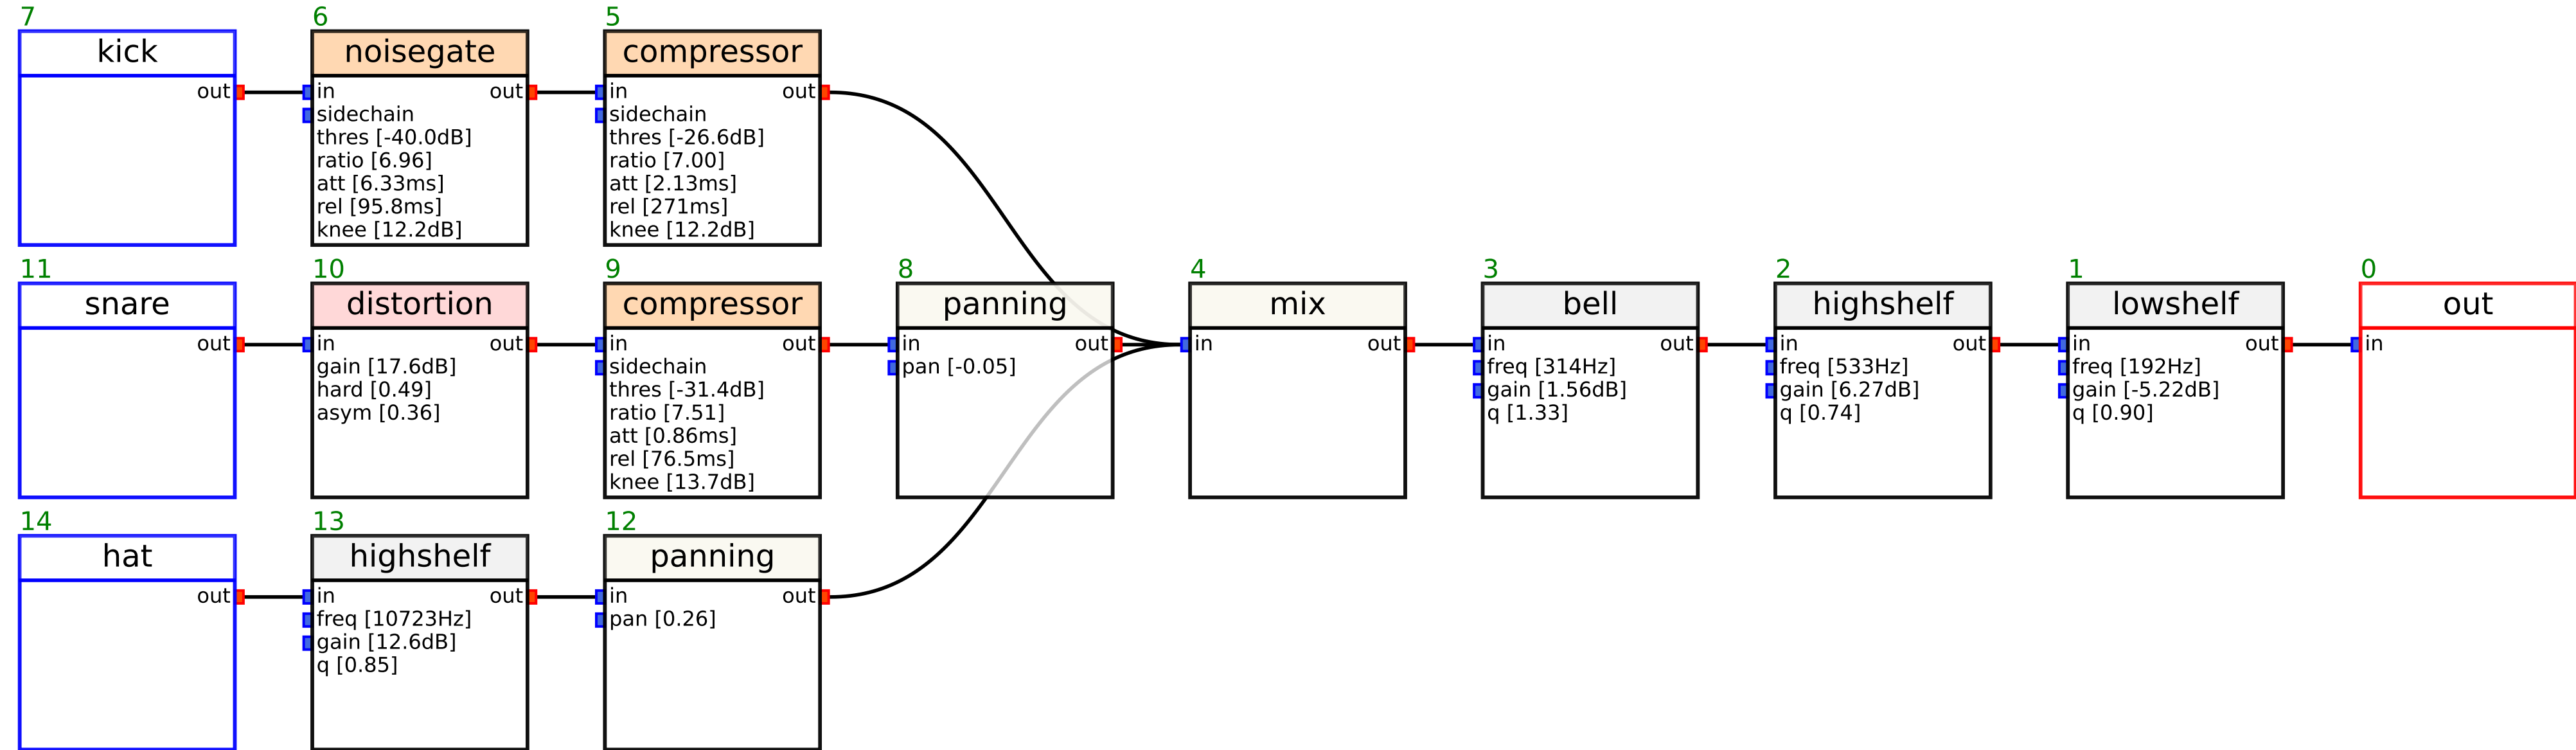 7
kick
out
6
noisegate
in out
sidechain
thres [-40.0dB]
ratio [6.96]
att [6.33ms]
rel [95.8ms]
knee [12.2dB]
5
compressor
in out
sidechain
thres [-26.6dB]
ratio [7.00]
att [2.13ms]
rel [271ms]
knee [12.2dB]
11
snare
out
10
distortion
in out
gain [17.6dB]
hard [0.49]
asym [0.36]
9
compressor
in out
sidechain
thres [-31.4dB]
ratio [7.51]
att [0.86ms]
rel [76.5ms]
knee [13.7dB]
8
panning
in out
pan [-0.05]
4
mix
in out
3
bell
in out
freq [314Hz]
gain [1.56dB]
q [1.33]
2
highshelf
in out
freq [533Hz]
gain [6.27dB]
q [0.74]
1
lowshelf
in out
freq [192Hz]
gain [-5.22dB]
q [0.90]
0
out
in
14
hat
out
13
highshelf
in out
freq [10723Hz]
gain [12.6dB]
q [0.85]
12
panning
in out
pan [0.26]